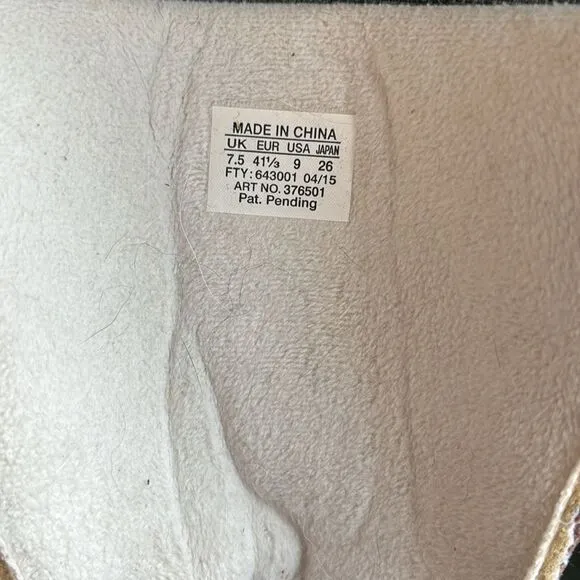 MADE IN CHINA
UK EUR USA JAPAN
7.5 41⅓ 9 26
FTY: 643001 04/15
ART NO. 376501
Pat. Pending